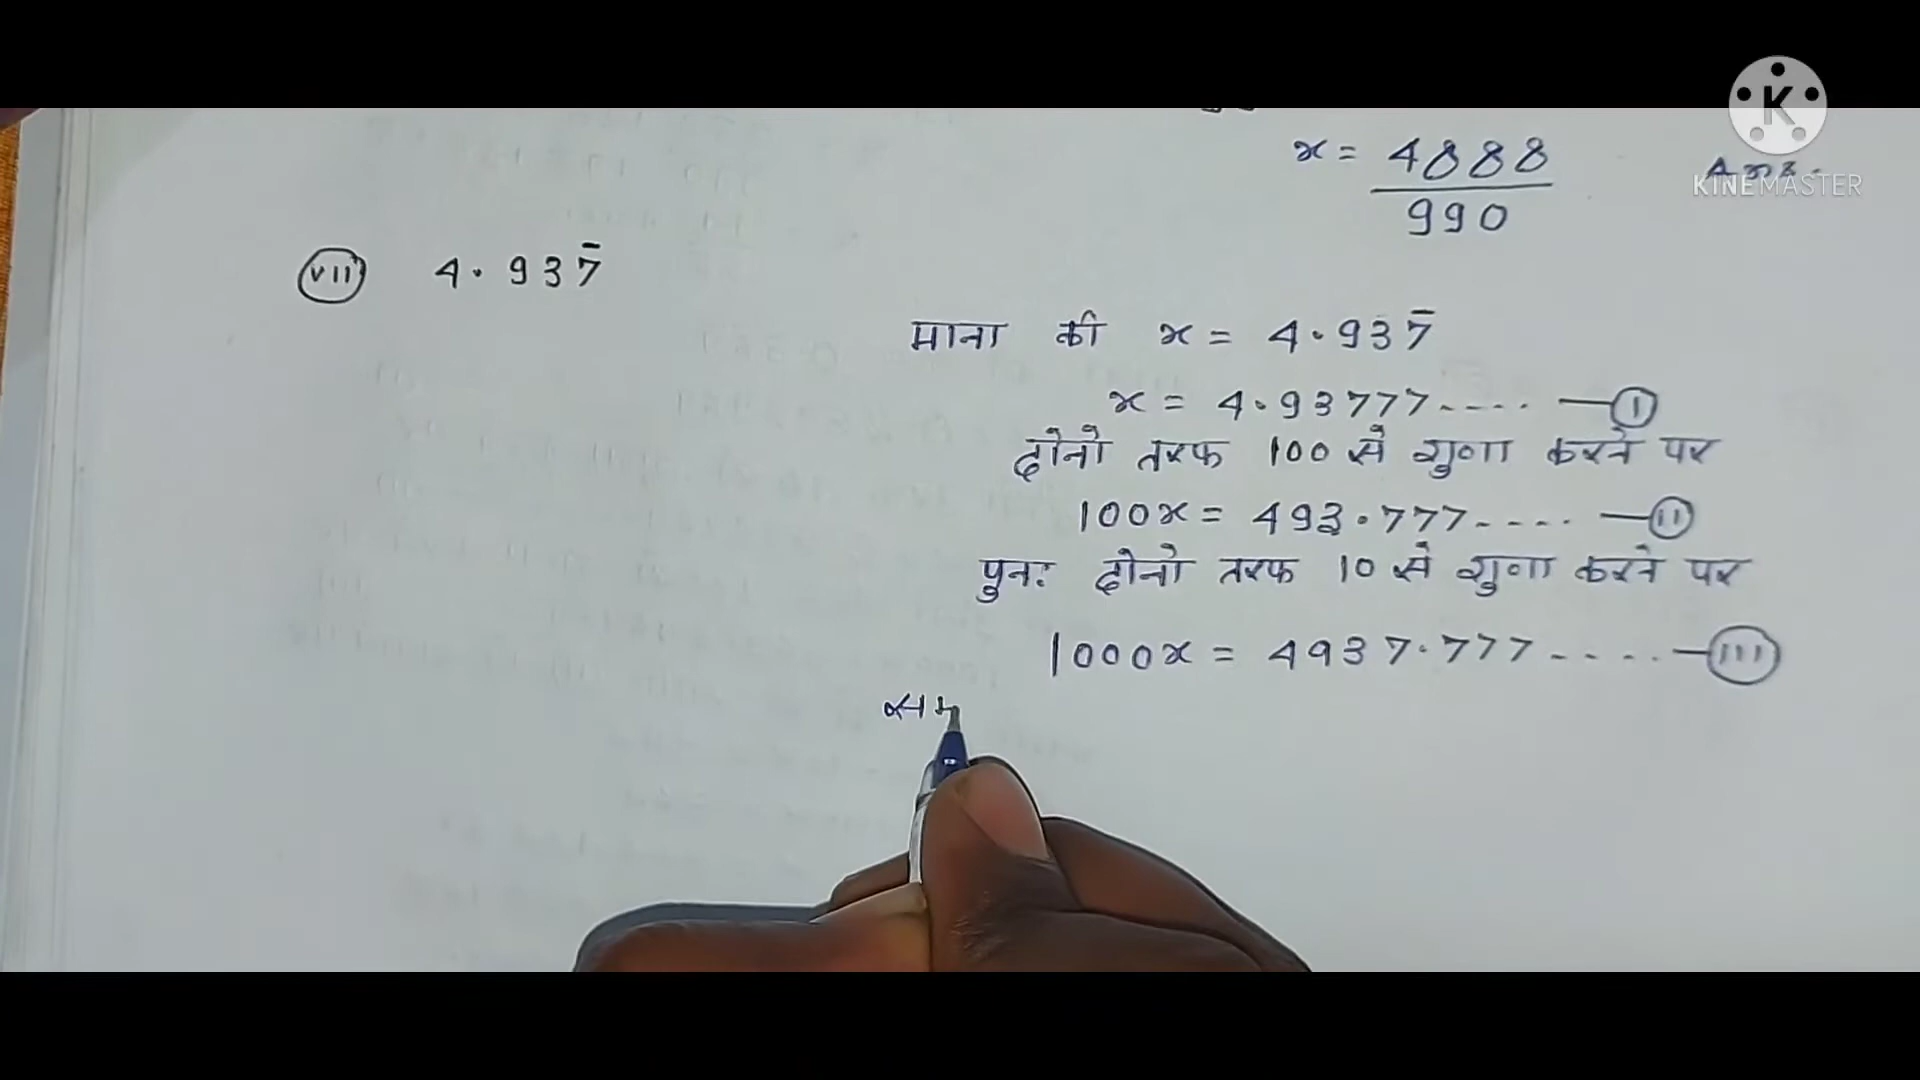 x = 4888/990 Ans.
KINEMASTER
(vii) 4.937̄
माना की x = 4.937̄
x = 4.93777.... —(i)
दोनो तरफ 100 से गुणा करने पर
100x = 493.777.... —(ii)
पुनः दोनो तरफ 10 से गुणा करने पर
1000x = 4937.777..... —(iii)